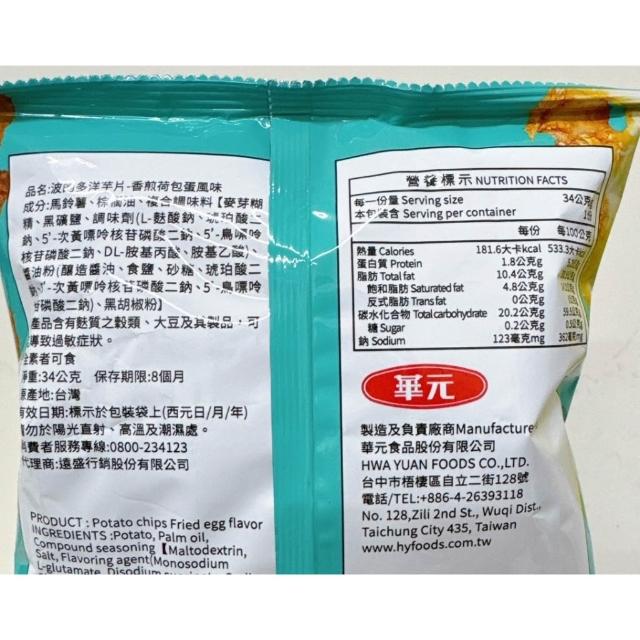 品名:波的多洋芋片-香煎荷包蛋風味
成分:馬鈴薯、棕櫚油、複合調味料【麥芽糊
精、黑礦鹽、調味劑(L-麩酸鈉、琥珀酸二
鈉、5'-次黃嘌呤核苷磷酸二鈉、5'-鳥嘌呤
核苷磷酸二鈉、DL-胺基丙酸、胺基乙酸)
醬油粉(釀造醬油、食鹽、砂糖、琥珀酸二
5'-次黃嘌呤核苷磷酸二鈉、5'-鳥嘌呤
苷磷酸二鈉)、黑胡椒粉】
產品含有麩質之穀類、大豆及其製品，可
導致過敏症狀。
素者可食
重:34公克 保存期限:8個月
產地:台灣
有效日期:標示於包裝袋上(西元日/月/年)
勿於陽光直射、高溫及潮濕處。
消費者服務專線:0800-234123
代理商:遠盛行銷股份有限公司
PRODUCT : Potato chips Fried egg flavor
INGREDIENTS :Potato, Palm oil,
Compound seasoning【Maltodextrin,
Salt, Flavoring agent(Monosodium
L-glutamate, Disodium
營養標示 NUTRITION FACTS
每一份量 Serving size 34公克
本包裝含 Serving per container 1份
每份 每100公克
熱量 Calories 181.6大卡kcal 533.3大卡kcal
蛋白質 Protein 1.8公克g
脂肪 Total fat 10.4公克g
飽和脂肪 Saturated fat 4.8公克g
反式脂肪 Trans fat 0公克g
碳水化合物 Total carbohydrate 20.2公克g
糖 Sugar 0.2公克g
鈉 Sodium 123毫克mg 362毫克mg
華元
製造及負責廠商Manufacture
華元食品股份有限公司
HWA YUAN FOODS CO.,LTD.
台中市梧棲區自立二街128號
電話/TEL:+886-4-26393118
No. 128,Zili 2nd St., Wuqi Dist.,
Taichung City 435, Taiwan
www.hyfoods.com.tw